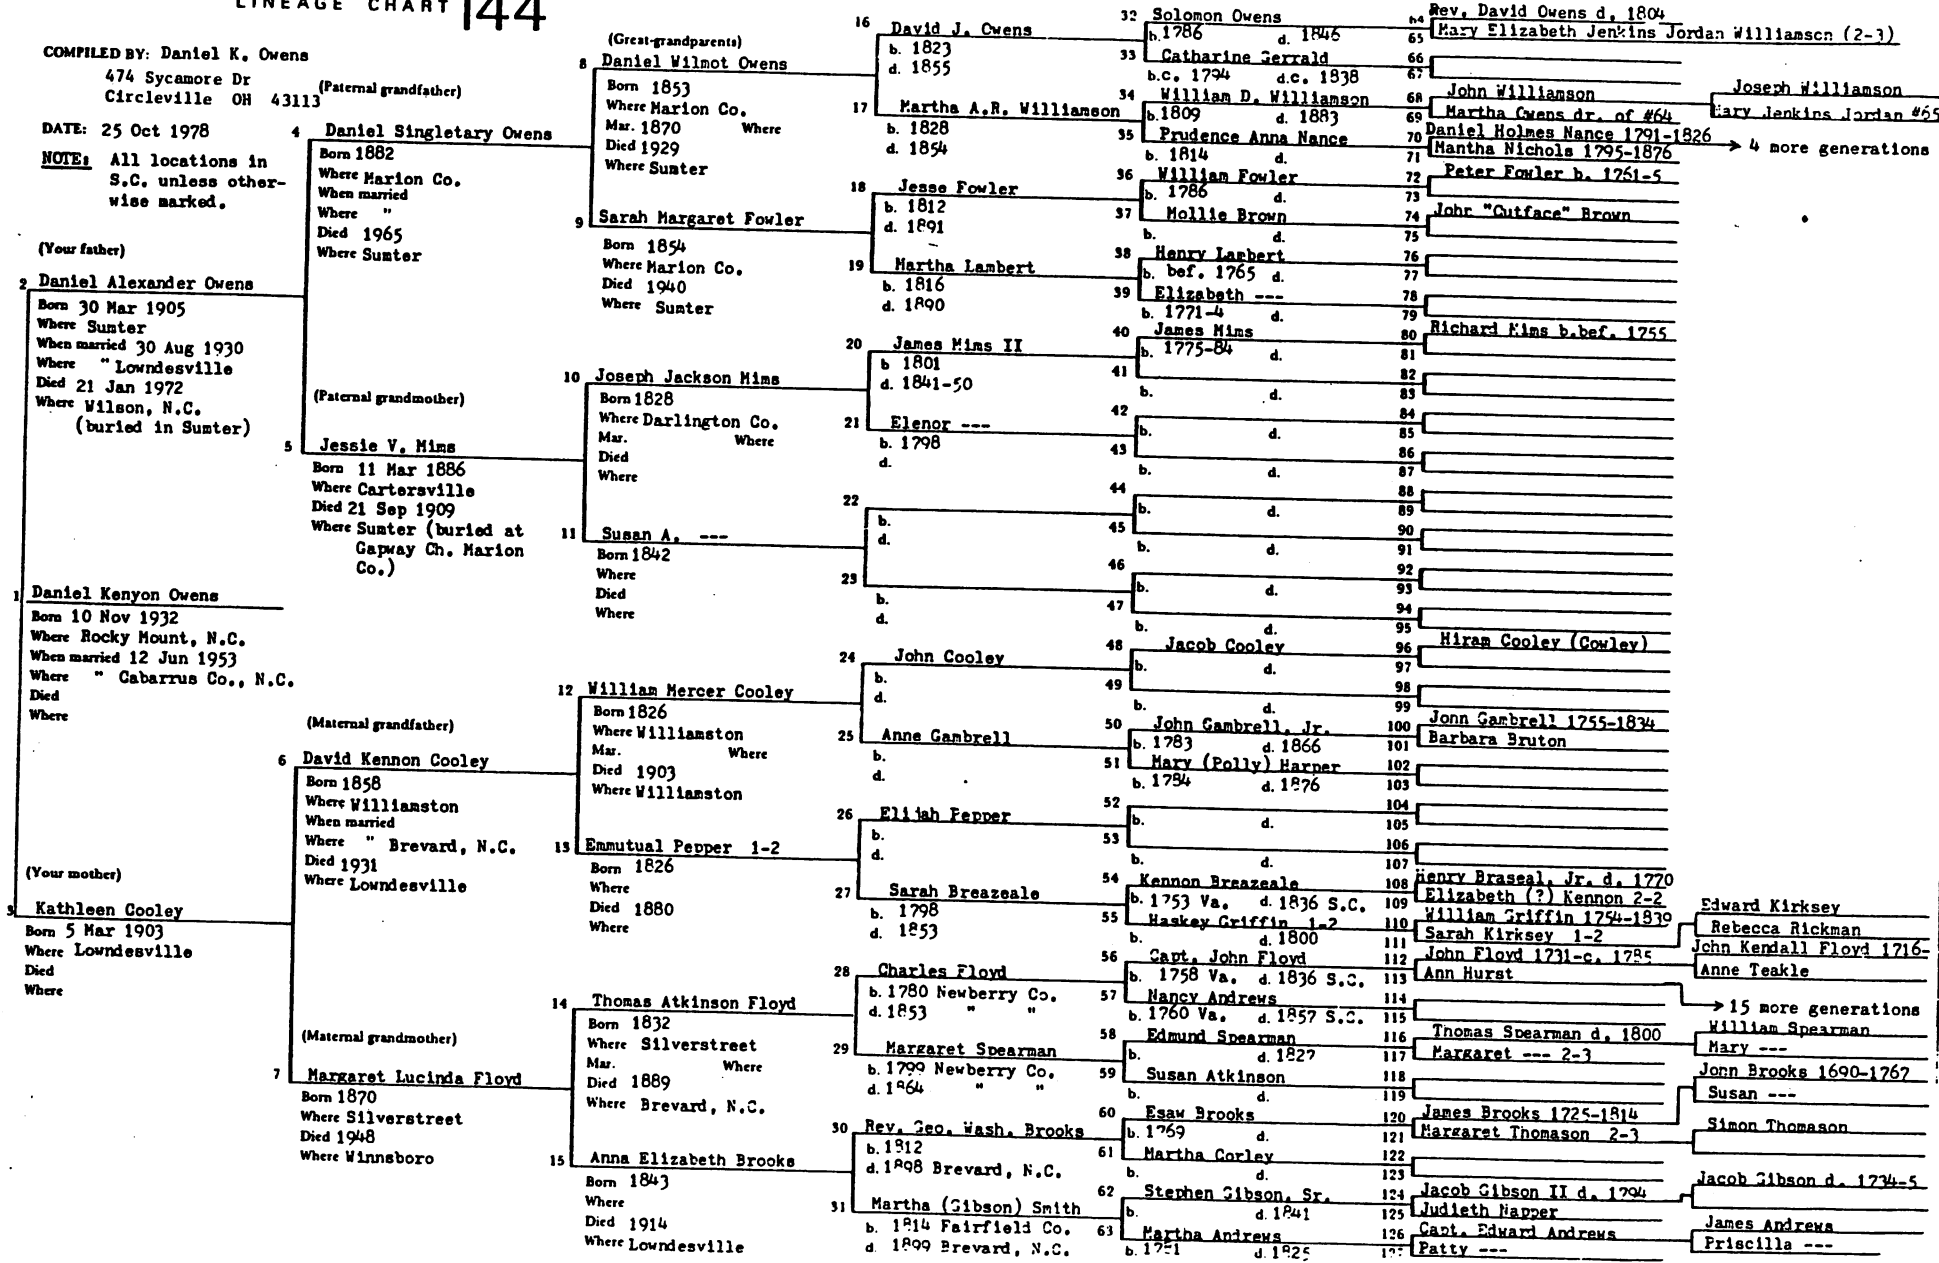 LINEAGE CHART 144
COMPILED BY: Daniel K. Owens
474 Sycamore Dr
Circleville OH 43113
DATE: 25 Oct 1978
NOTE: All locations in
S.C. unless other-
wise marked.
1 Daniel Kenyon Owens
Born 10 Nov 1932
Where Rocky Mount, N.C.
When married 12 Jun 1953
Where " Cabarrus Co., N.C.
Died
Where
(Your father)
2 Daniel Alexander Owens
Born 30 Mar 1905
Where Sumter
When married 30 Aug 1930
Where " Lowndesville
Died 21 Jan 1972
Where Wilson, N.C.
(buried in Sumter)
(Your mother)
3 Kathleen Cooley
Born 5 Mar 1903
Where Lowndesville
Died
Where
(Paternal grandfather)
4 Daniel Singletary Owens
Born 1882
Where Marion Co.
When married
Where "
Died 1965
Where Sumter
(Paternal grandmother)
5 Jessie V. Mims
Born 11 Mar 1886
Where Cartersville
Died 21 Sep 1909
Where Sumter (buried at
Gapway Ch. Marion
Co.)
(Maternal grandfather)
6 David Kennon Cooley
Born 1858
Where Williamston
When married
Where " Brevard, N.C.
Died 1931
Where Lowndesville
(Maternal grandmother)
7 Margaret Lucinda Floyd
Born 1870
Where Silverstreet
Died 1948
Where Winnsboro
(Great-grandparents)
8 Daniel Wilmot Owens
Born 1853
Where Marion Co.
Mar. 1870 Where
Died 1929
Where Sumter
9 Sarah Margaret Fowler
Born 1854
Where Marion Co.
Died 1940
Where Sumter
10 Joseph Jackson Mims
Born 1828
Where Darlington Co.
Mar. Where
Died
Where
11 Susan A. ---
Born 1842
Where
Died
Where
12 William Mercer Cooley
Born 1826
Where Williamston
Mar. Where
Died 1903
Where Williamston
13 Emmutual Pepper 1-2
Born 1826
Where
Died 1880
Where
14 Thomas Atkinson Floyd
Born 1832
Where Silverstreet
Mar. Where
Died 1889
Where Brevard, N.C.
15 Anna Elizabeth Brooks
Born 1843
Where
Died 1914
Where Lowndesville
16 David J. Owens
b. 1823
d. 1855
17 Martha A.R. Williamson
b. 1828
d. 1854
18 Jesse Fowler
b. 1812
d. 1891
19 Martha Lambert
b. 1816
d. 1890
20 James Mims II
b 1801
d. 1841-50
21 Elenor ---
b. 1798
d.
22
b.
d.
23
b.
d.
24 John Cooley
b.
d.
25 Anne Gambrell
b.
d.
26 Elijah Pepper
b.
d.
27 Sarah Breazeale
b. 1798
d. 1853
28 Charles Floyd
b. 1780 Newberry Co.
d. 1853 " "
29 Margaret Spearman
b. 1799 Newberry Co.
d. 1864 " "
30 Rev. Geo. Wash. Brooks
b. 1812
d. 1898 Brevard, N.C.
31 Martha (Gibson) Smith
b. 1814 Fairfield Co.
d. 1899 Brevard, N.C.
32 Solomon Owens
b. 1786 d. 1846
33 Catharine Gerrald
b.c. 1794 d.c. 1838
34 William D. Williamson
b. 1809 d. 1883
35 Prudence Anna Nance
b. 1814 d.
36 William Fowler
b. 1786 d.
37 Mollie Brown
b. d.
38 Henry Lambert
b. bef. 1765 d.
39 Elizabeth ---
b. 1771-4 d.
40 James Mims
b. 1775-84 d.
41
b. d.
42
b. d.
43
b. d.
44
b. d.
45
b. d.
46
b. d.
47
b. d.
48 Jacob Cooley
b. d.
49
b. d.
50 John Gambrell, Jr.
b. 1783 d. 1866
51 Mary (Polly) Harper
b. 1784 d. 1876
52
b. d.
53
b. d.
54 Kennon Breazeale
b. 1753 Va. d. 1836 S.C.
55 Haskey Griffin 1-2
b. d. 1800
56 Capt. John Floyd
b. 1758 Va. d. 1836 S.C.
57 Nancy Andrews
b. 1760 Va. d. 1857 S.C.
58 Edmund Spearman
b. d. 1827
59 Susan Atkinson
b. d.
60 Esaw Brooks
b. 1769 d.
61 Martha Corley
b. d.
62 Stephen Gibson, Sr.
b. d. 1841
63 Martha Andrews
b. d.
64 Rev. David Owens d. 1804
65 Mary Elizabeth Jenkins Jordan Williamson (2-3)
66
67
68 John Williamson
69 Martha Owens dr. of #64
70 Daniel Holmes Nance 1791-1826
71 Mantha Nichols 1795-1876
72 Peter Fowler b. 1761-5
73
74 John "Cutface" Brown
75
76
77
78
79
80 Richard Mims b.bef. 1755
81
82
83
84
85
86
87
88
89
90
91
92
93
94
95
96 Hiram Cooley (Cowley)
97
98
99
100 John Gambrell 1755-1834
101 Barbara Bruton
102
103
104
105
106
107
108 Henry Braseal, Jr. d. 1770
109 Elizabeth (?) Kennon 2-2
110 William Griffin 1754-1839
111 Sarah Kirksey 1-2
112 John Floyd 1731-c. 1785
113 Ann Hurst
114
115
116 Thomas Spearman d. 1800
117 Margaret --- 2-3
118
119
120 James Brooks 1725-1814
121 Margaret Thomason 2-3
122
123
124 Jacob Gibson II d. 1794
125 Judieth Napper
126 Capt. Edward Andrews
Patty ---
Joseph Williamson
Mary Jenkins Jordan #65
4 more generations
Edward Kirksey
Rebecca Rickman
John Kendall Floyd 1716-
Anne Teakle
15 more generations
William Spearman
Mary ---
John Brooks 1690-1767
Susan ---
Simon Thomason
Jacob Gibson d. 1734-5
James Andrews
Priscilla ---